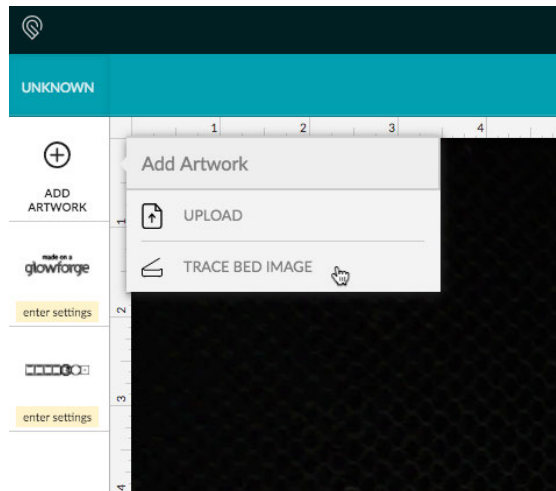 UNKNOWN
1 2 3 4
ADD
ARTWORK
Add Artwork
UPLOAD
TRACE BED IMAGE
1
made on a
glowforge
enter settings
2
3
enter settings
4